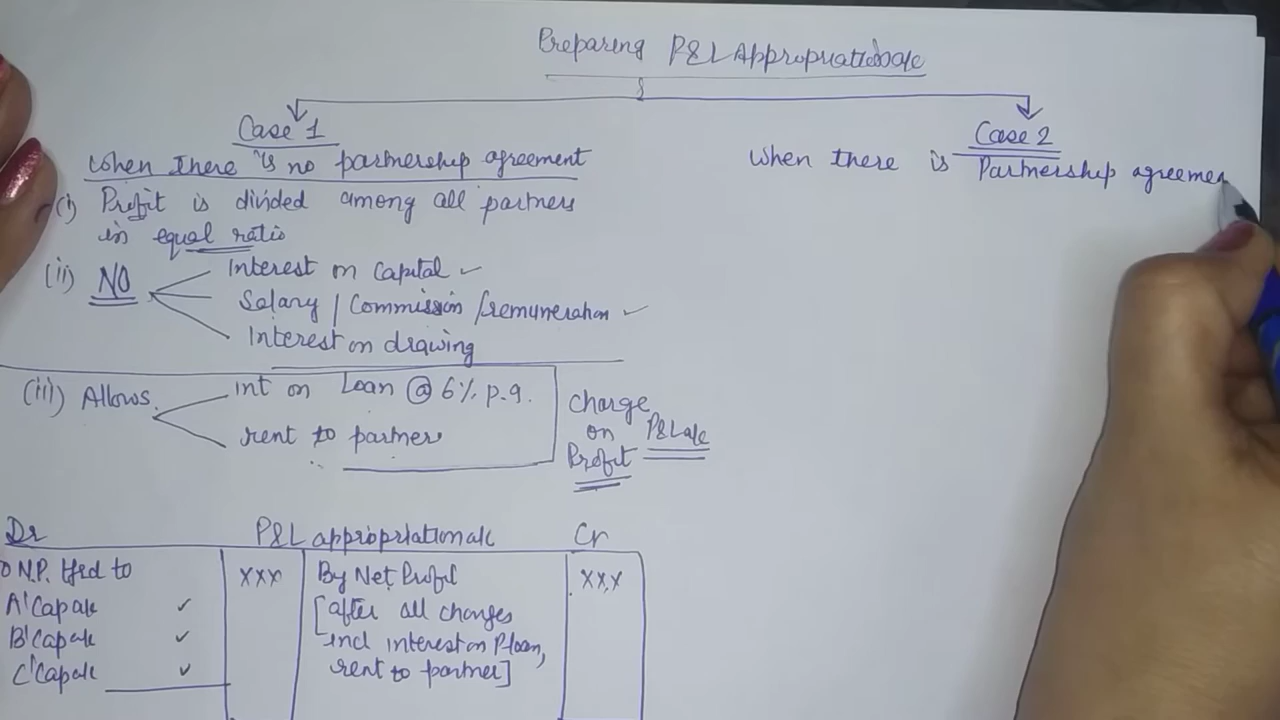 Preparing P&L Appropriation a/c
Case 1
When there is no partnership agreement
(i) Profit is divided among all partners
in equal ratio
(ii) NO
Interest on capital ✓
Salary / Commission / remuneration ✓
Interest on drawing
(iii) Allows
int on Loan @ 6% p.a.
rent to partner
Charge
on
Profit
P&L a/c
Dr P&L appropriation a/c Cr
N.P. tfed to xxx
A' Cap a/c ✓
B' Cap a/c ✓
C' Cap a/c ✓
By Net Profit xxx
[after all charges
incl interest on P. loan,
rent to partner]
Case 2
When there is Partnership agreemen